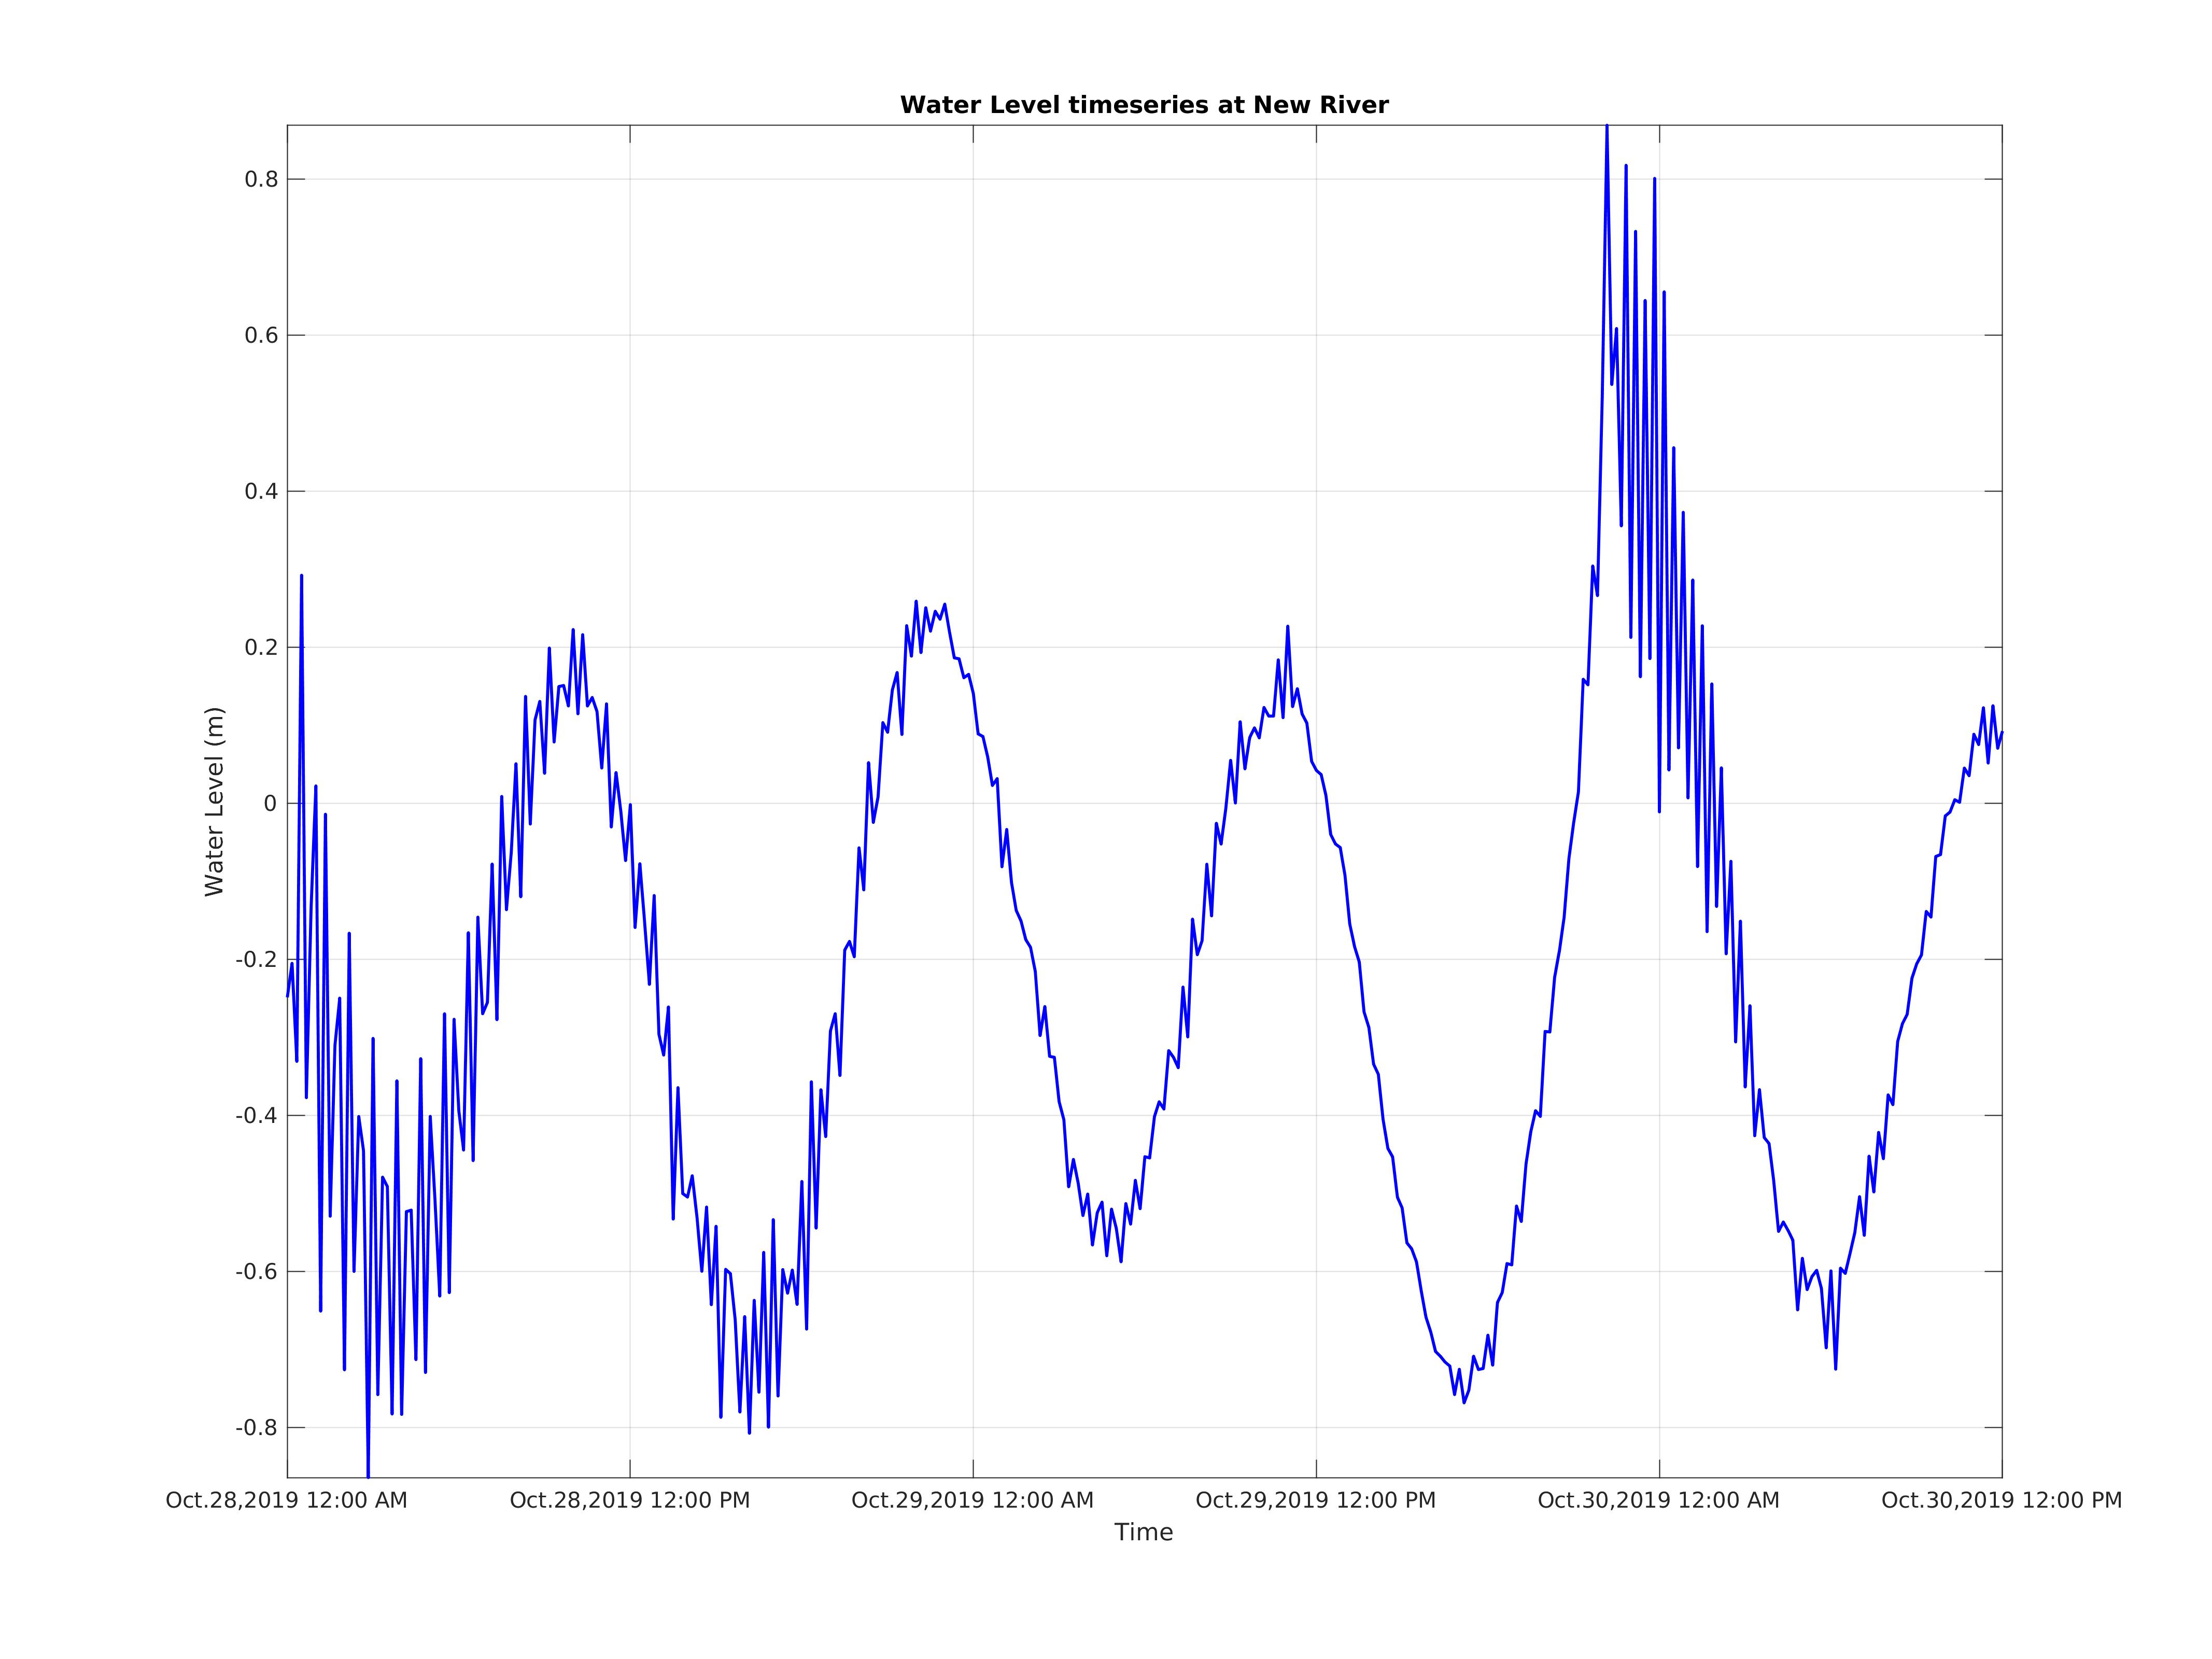 Water Level timeseries at New River
0.8
0.6
0.4
0.2
0
-0.2
-0.4
-0.6
-0.8
Water Level (m)
Oct.28,2019 12:00 AM
Oct.28,2019 12:00 PM
Oct.29,2019 12:00 AM
Oct.29,2019 12:00 PM
Oct.30,2019 12:00 AM
Oct.30,2019 12:00 PM
Time